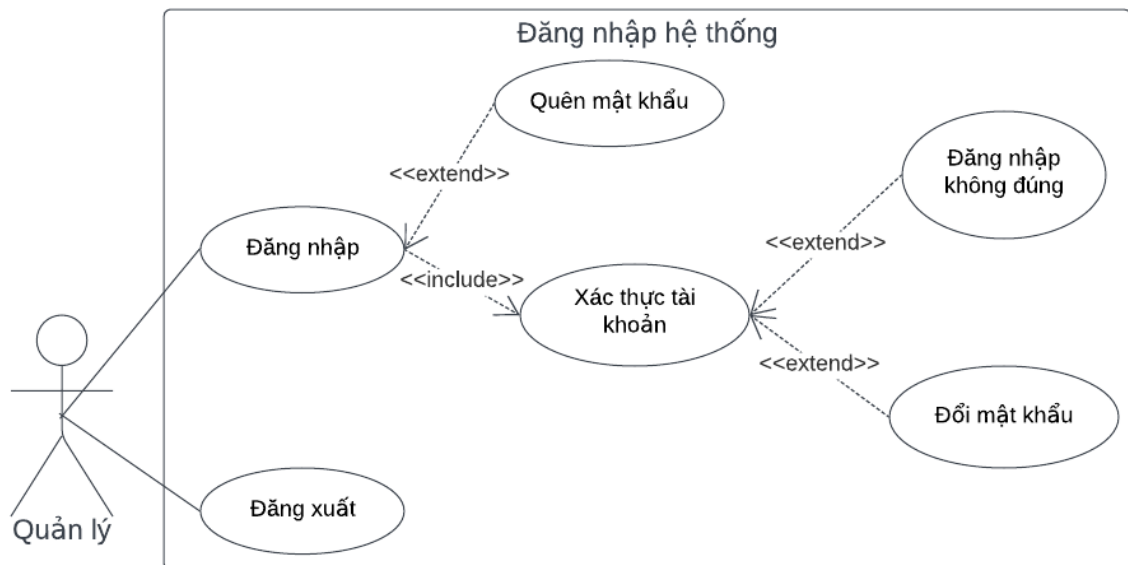 Đăng nhập hệ thống
Quên mật khẩu
<<extend>>
Đăng nhập
không đúng
Đăng nhập
<<extend>>
<<include>>
Xác thực tài
khoản
<<extend>>
Đổi mật khẩu
Đăng xuất
Quản lý